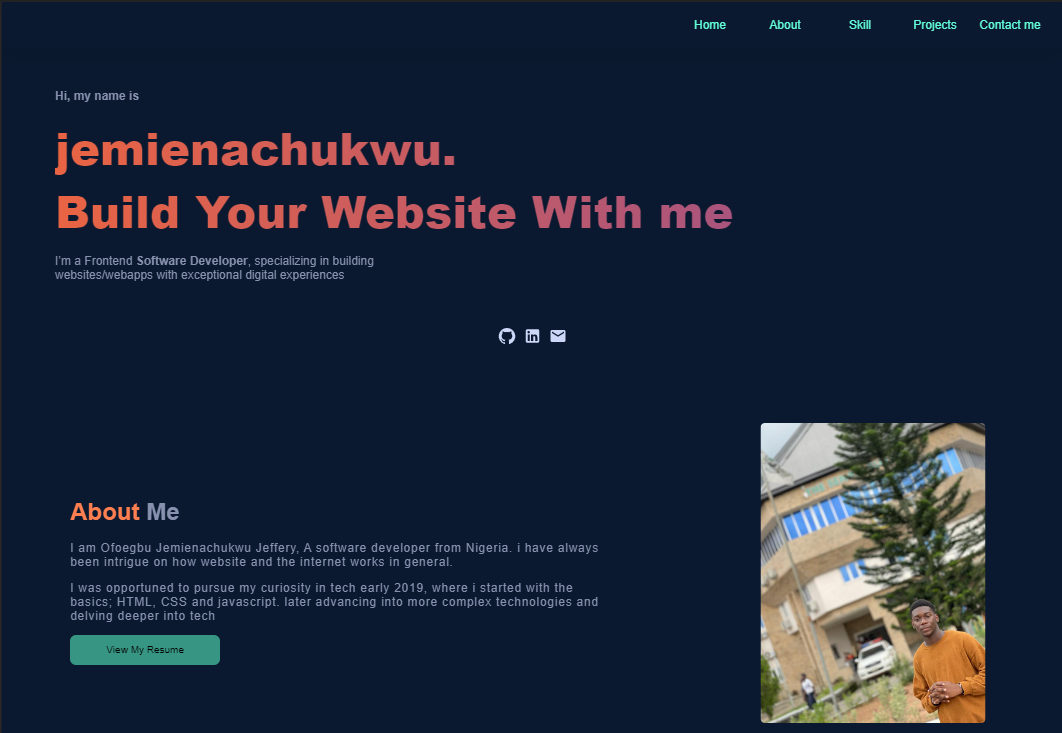 Home About Skill Projects Contact me
Hi, my name is
jemienachukwu.
Build Your Website With me
I'm a Frontend Software Developer, specializing in building
websites/webapps with exceptional digital experiences
About Me
I am Ofoegbu Jemienachukwu Jeffery, A software developer from Nigeria. i have always
been intrigue on how website and the internet works in general.
I was opportuned to pursue my curiosity in tech early 2019, where i started with the
basics; HTML, CSS and javascript. later advancing into more complex technologies and
delving deeper into tech
View My Resume